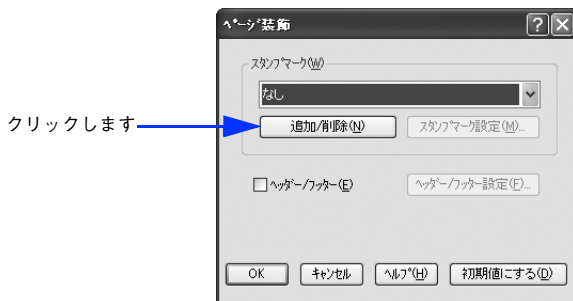 ページ装飾
スタンプマーク(W)
なし
クリックします
追加/削除(N)
スタンプマーク設定(M)...
ヘッダー/フッター(E)
ヘッダー/フッター設定(F)...
OK
キャンセル
ヘルプ(H)
初期値にする(D)